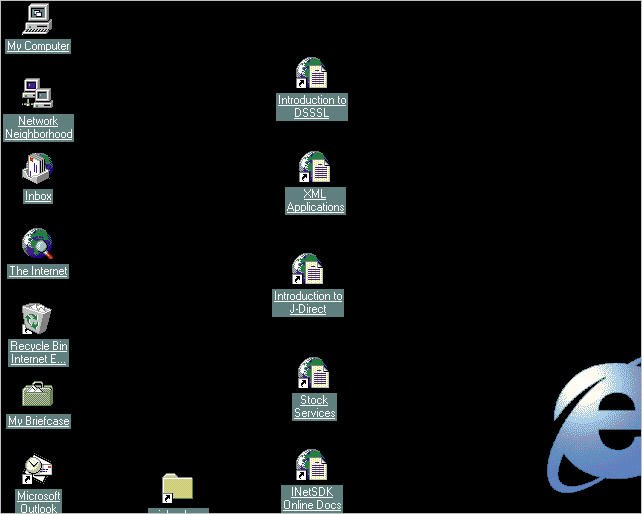 My Computer
Network
Neighborhood
Inbox
The Internet
Recycle Bin
Internet E...
My Briefcase
Microsoft
Outlook
Introduction to
DSSSL
XML
Applications
Introduction to
J-Direct
Stock
Services
INetSDK
Online Docs